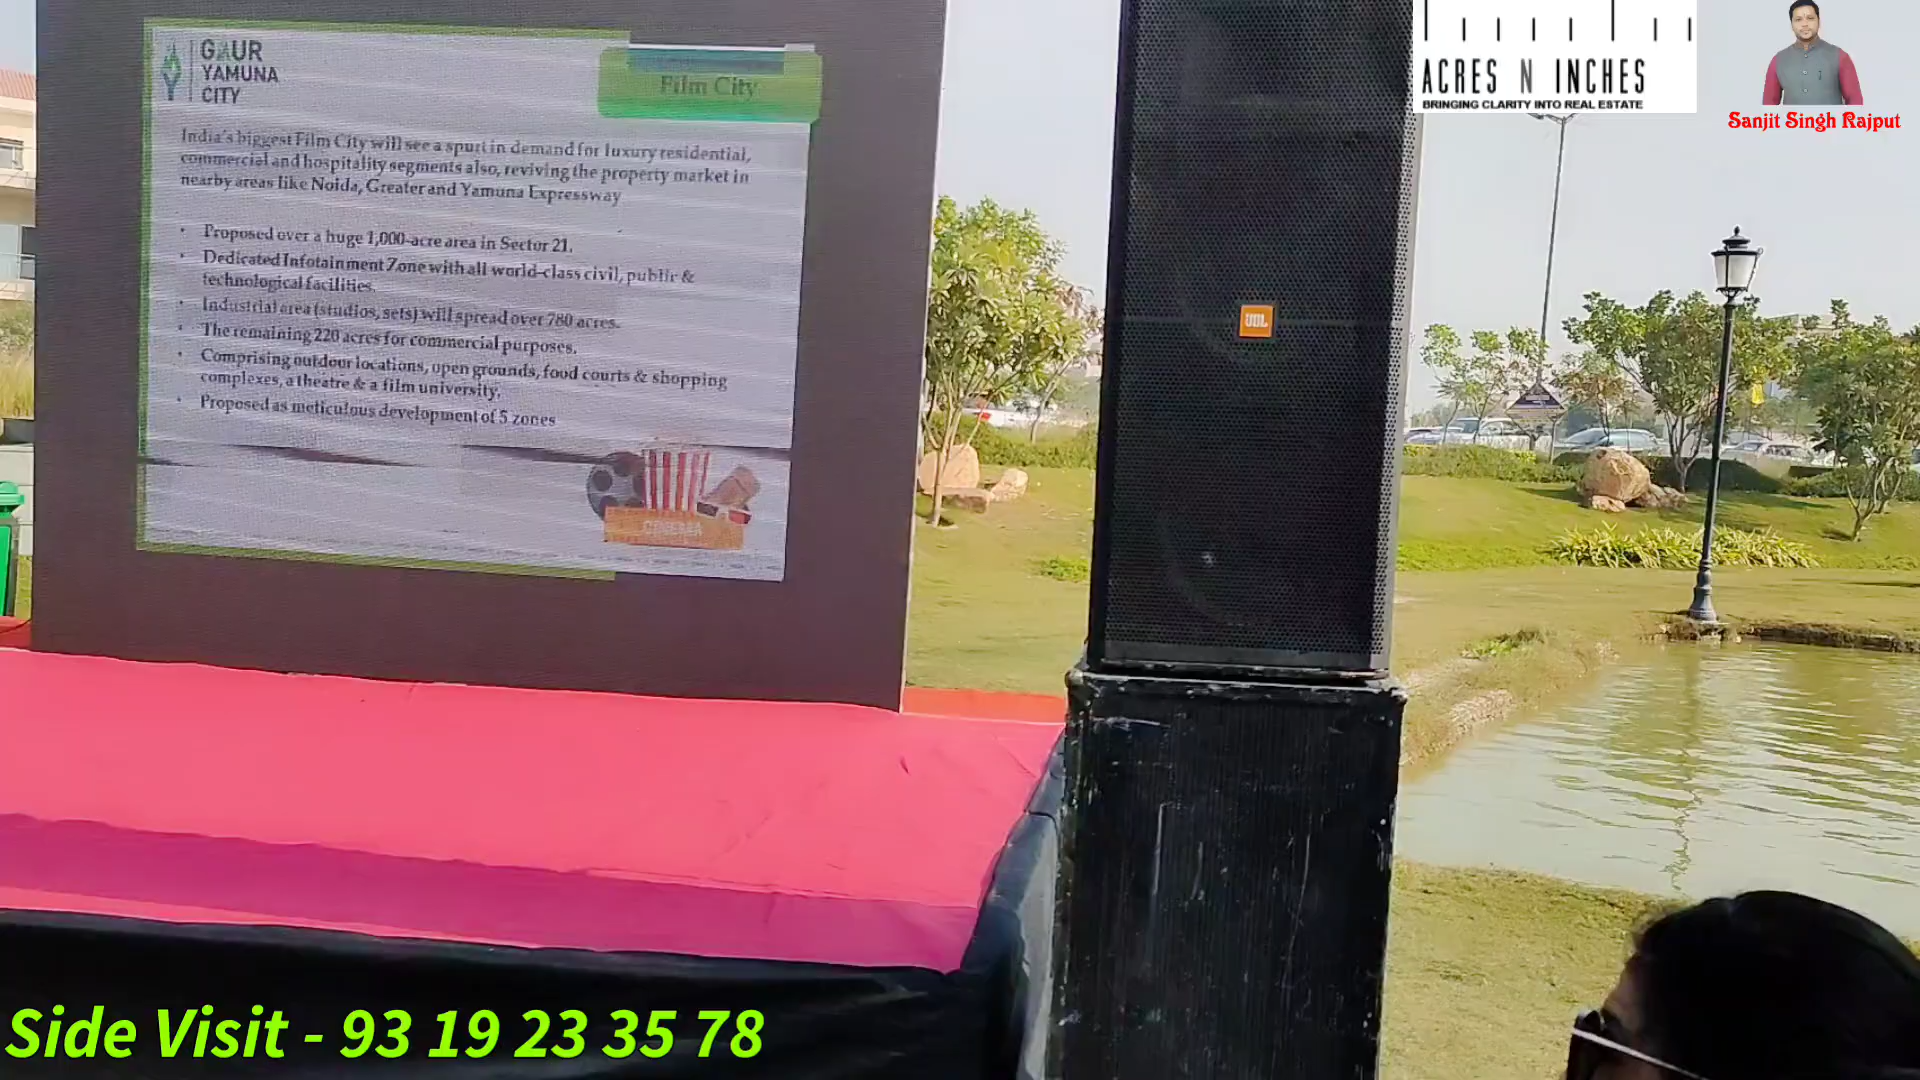 GAUR
YAMUNA
CITY
Film City
India's biggest Film City will see a spurt in demand for luxury residential,
commercial and hospitality segments also, reviving the property market in
nearby areas like Noida, Greater and Yamuna Expressway
• Proposed over a huge 1,000-acre area in Sector 21.
• Dedicated Infotainment Zone with all world-class civil, public &
technological facilities.
• Industrial area (studios, sets) will spread over 780 acres.
• The remaining 220 acres for commercial purposes.
• Comprising outdoor locations, open grounds, food courts & shopping
complexes, a theatre & a film university.
• Proposed as meticulous development of 5 zones
CINEMA
JBL
ACRES N INCHES
BRINGING CLARITY INTO REAL ESTATE
Sanjit Singh Rajput
Side Visit - 93 19 23 35 78